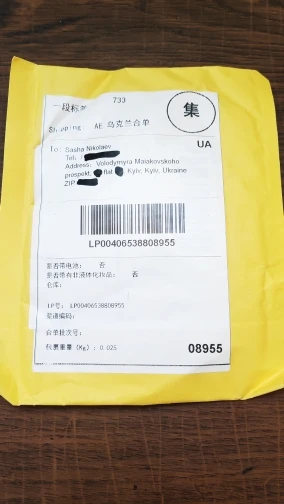 一段标签 733
集
Shipping: AE 乌克兰合单
UA
To: Sasha Nikolaev
Tel:
Address: Volodymyra Maiakovskoho
prospekt, flat Kyiv, Kyiv, Ukraine
ZIP
LP00406538808955
是否带电池: 否
是否带有非液体化妆品: 否
仓库:
LP号: LP00406538808955
渠道编码:
合单批次号:
包裹重量(Kg): 0.025
08955